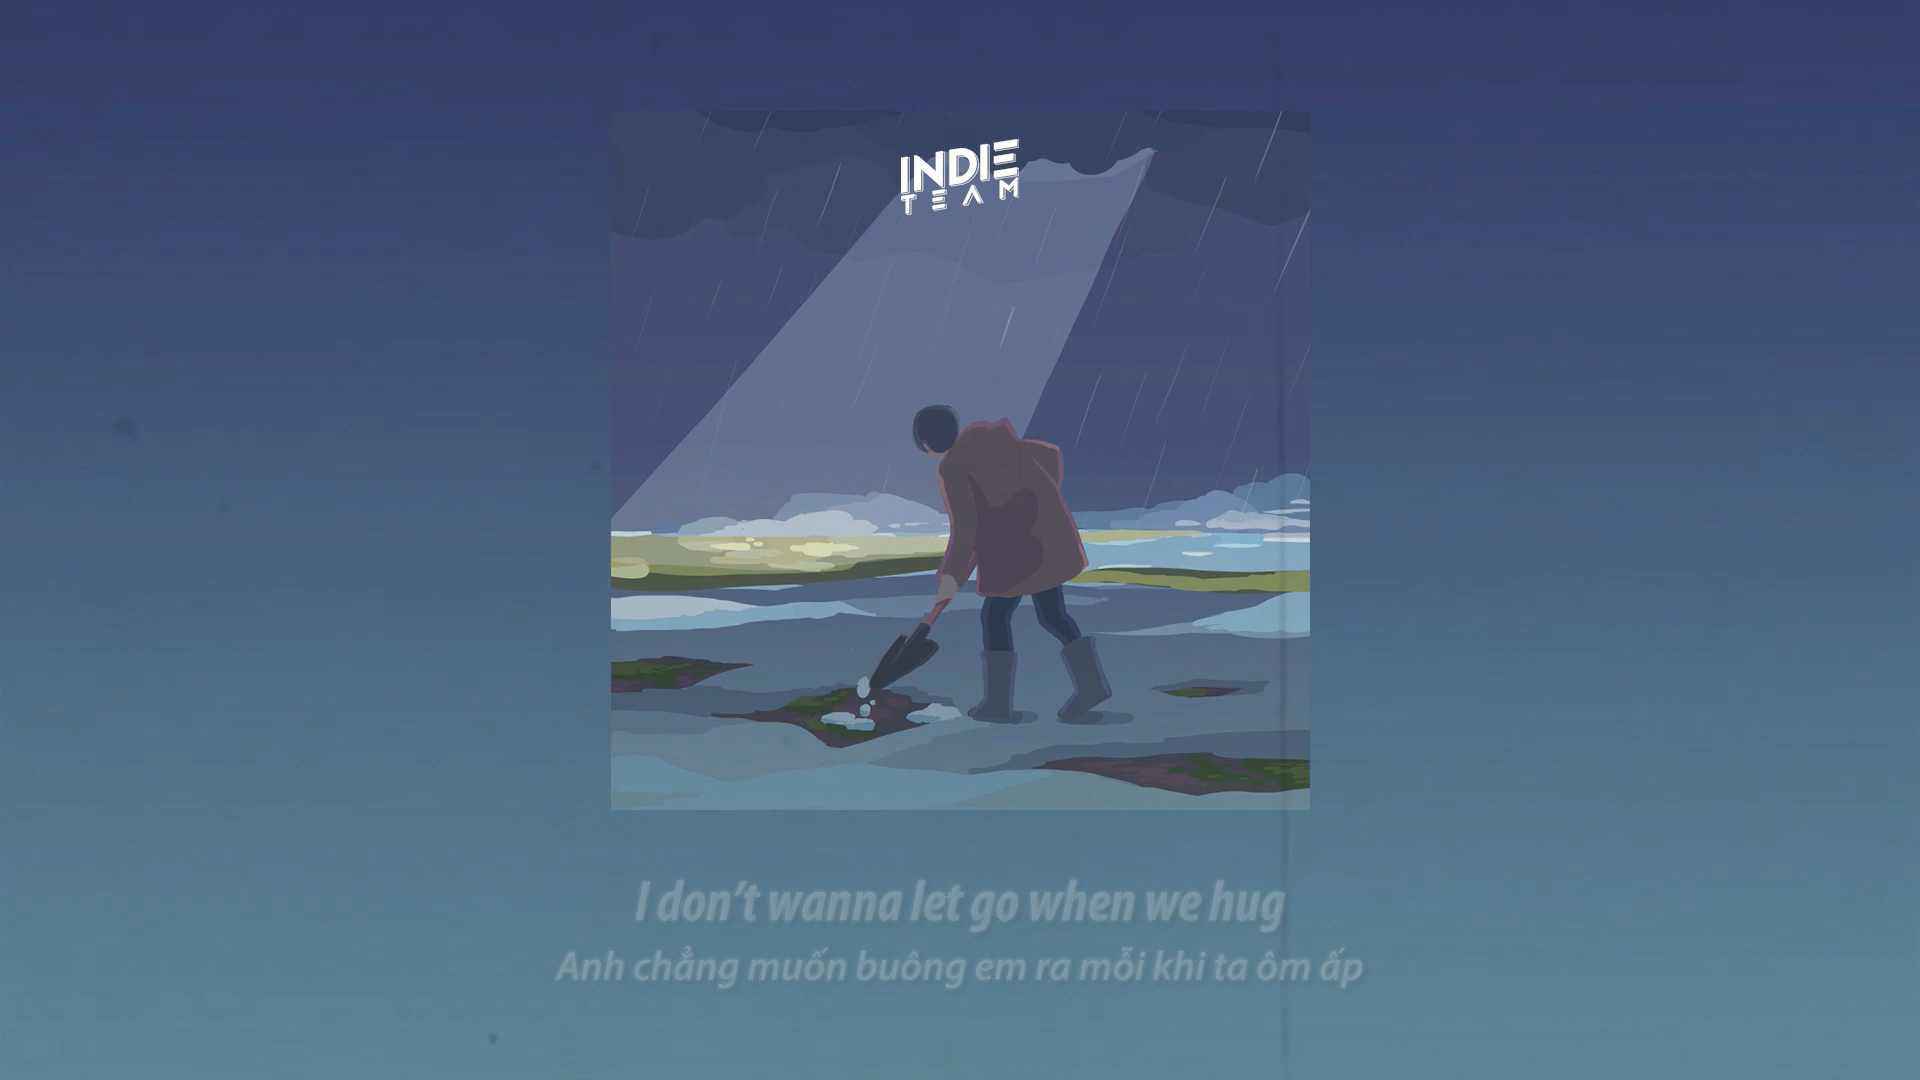 INDIE
TEAM
I don’t wanna let go when we hug
Anh chẳng muốn buông em ra mỗi khi ta ôm ấp